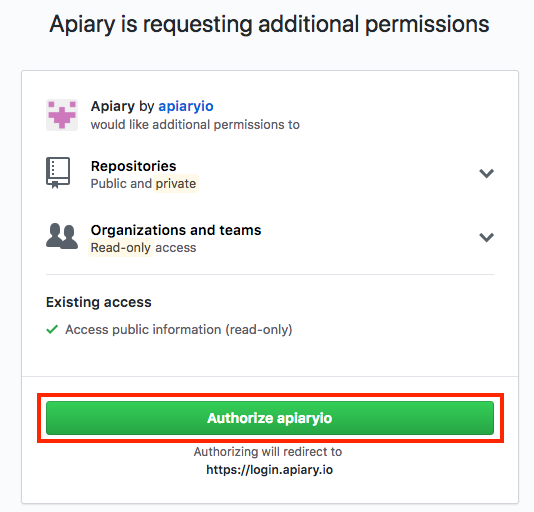 Apiary is requesting additional permissions
Apiary by apiaryio
would like additional permissions to
Repositories
Public and private
Organizations and teams
Read-only access
Existing access
Access public information (read-only)
Authorize apiaryio
Authorizing will redirect to
https://login.apiary.io